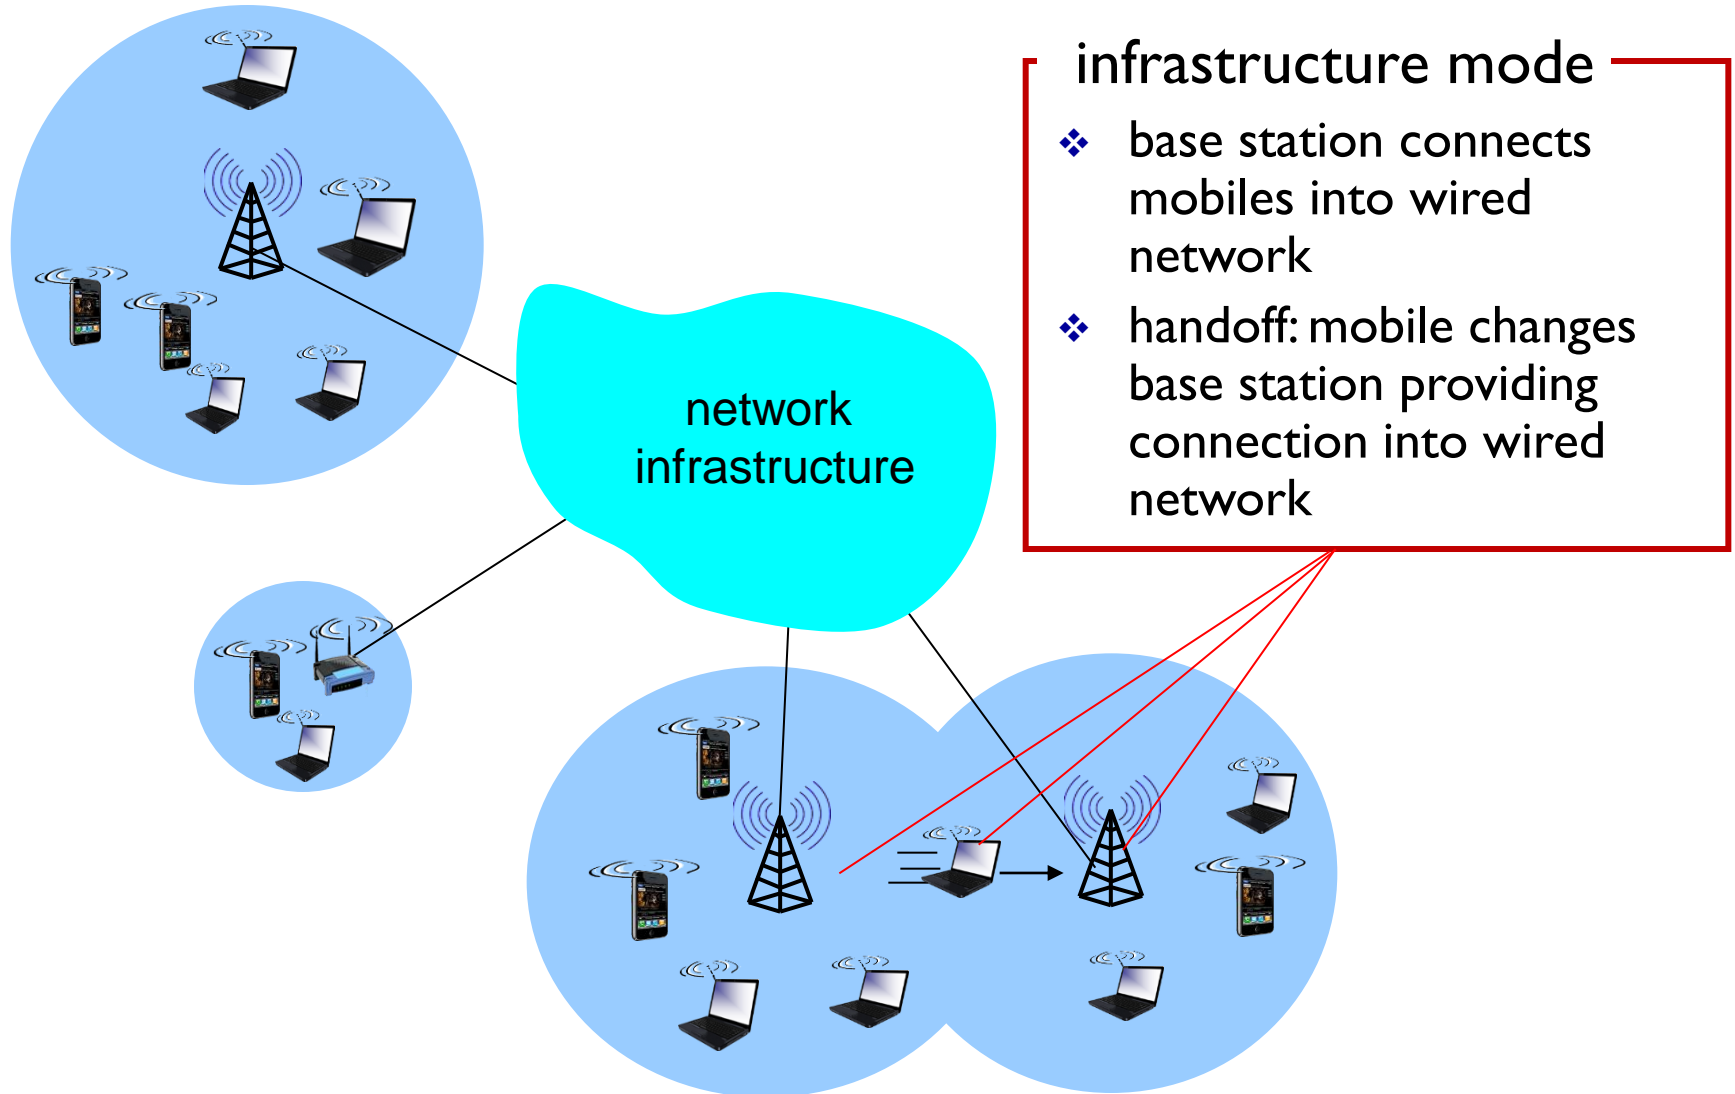 infrastructure mode
❖ base station connects
mobiles into wired
network
❖ handoff: mobile changes
base station providing
connection into wired
network
network
infrastructure